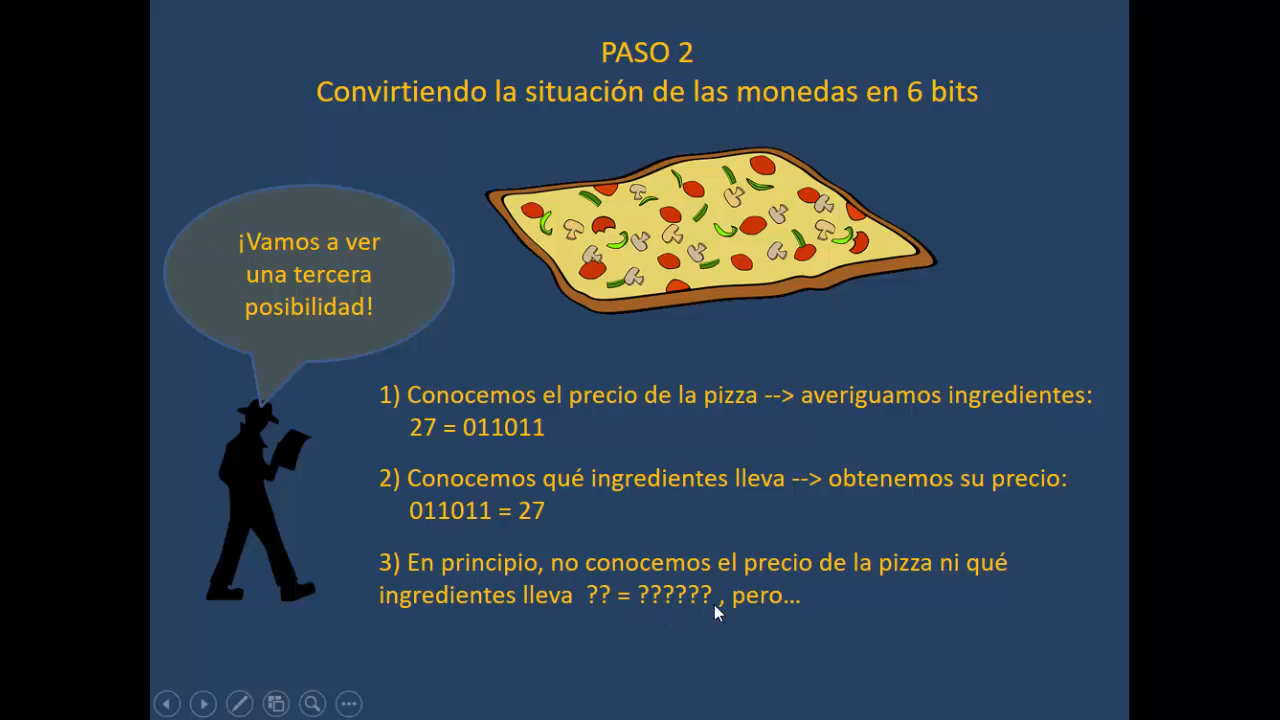 PASO 2
Convirtiendo la situación de las monedas en 6 bits
¡Vamos a ver
una tercera
posibilidad!
1) Conocemos el precio de la pizza --> averiguamos ingredientes:
27 = 011011
2) Conocemos qué ingredientes lleva --> obtenemos su precio:
011011 = 27
3) En principio, no conocemos el precio de la pizza ni qué
ingredientes lleva ?? = ?????? , pero...